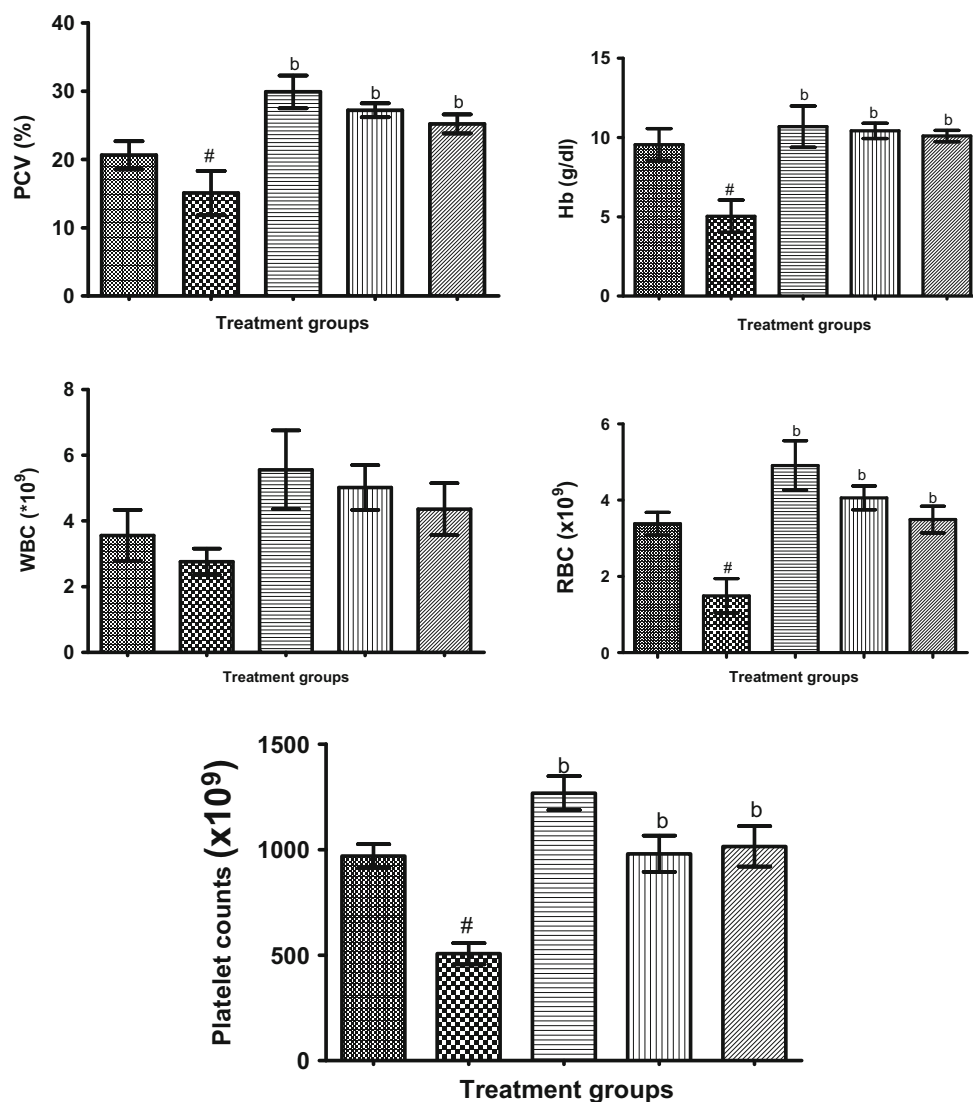 PCV (%)
40
30
20
10
0
#
b
b
b
Treatment groups
Hb (g/dl)
15
10
5
0
#
b
b
b
Treatment groups
WBC (*10⁹)
8
6
4
2
0
Treatment groups
RBC (x10⁹)
6
4
2
0
#
b
b
b
Treatment groups
Platelet counts (x10⁹)
1500
1000
500
0
#
b
b
b
Treatment groups